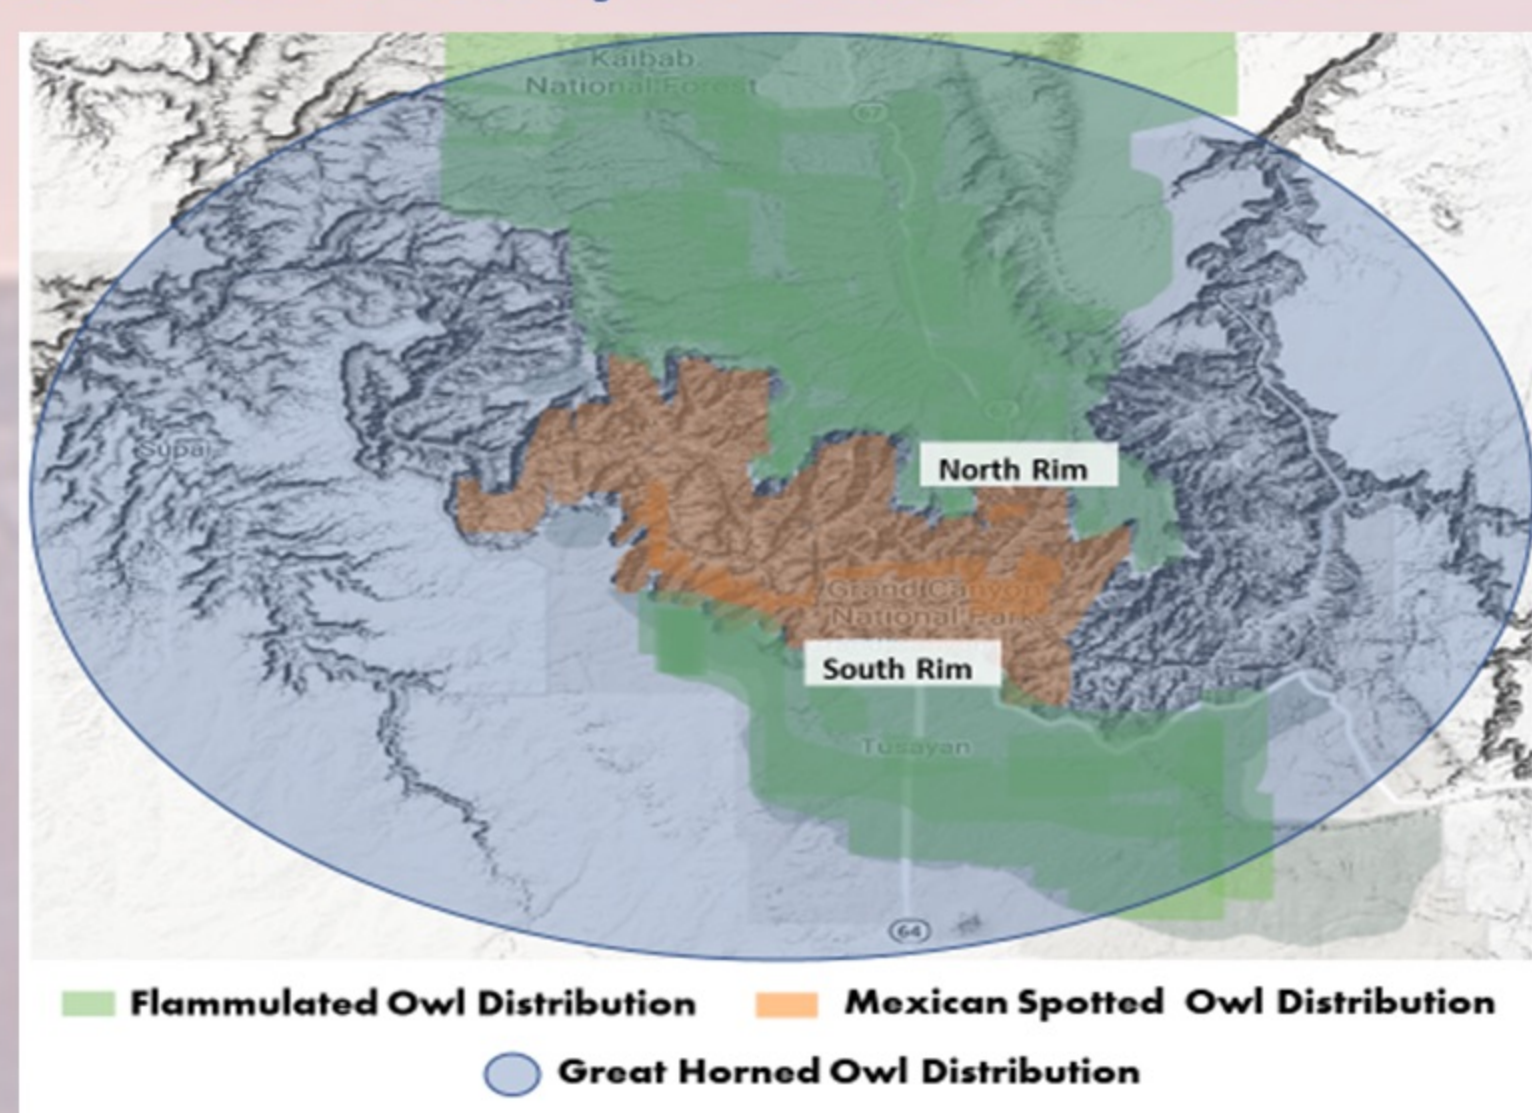 Kaibab
National Forest
67
Supai
North Rim
Grand Canyon
National Park
South Rim
Tusayan
64
Flammulated Owl Distribution
Mexican Spotted Owl Distribution
Great Horned Owl Distribution